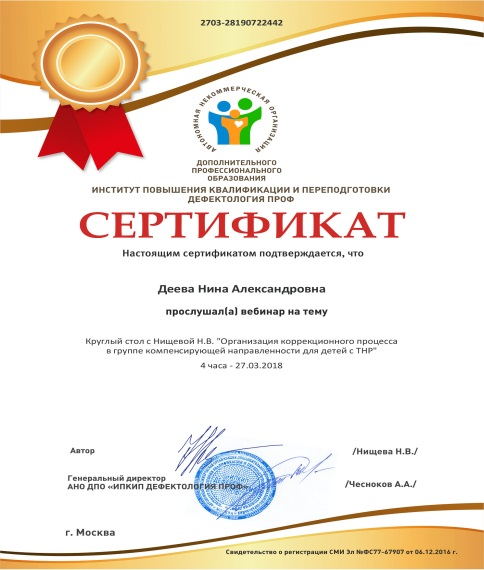 2703-28190722442
АВТОНОМНАЯ НЕКОММЕРЧЕСКАЯ ОРГАНИЗАЦИЯ
ДОПОЛНИТЕЛЬНОГО
ПРОФЕССИОНАЛЬНОГО
ОБРАЗОВАНИЯ
ИНСТИТУТ ПОВЫШЕНИЯ КВАЛИФИКАЦИИ И ПЕРЕПОДГОТОВКИ
ДЕФЕКТОЛОГИЯ ПРОФ
СЕРТИФИКАТ
Настоящим сертификатом подтверждается, что
Деева Нина Александровна
прослушал(а) вебинар на тему
Круглый стол с Нищевой Н.В. "Организация коррекционного процесса
в группе компенсирующей направленности для детей с ТНР"
4 часа - 27.03.2018
Автор
/Нищева Н.В./
Генеральный директор
АНО ДПО «ИПКИП ДЕФЕКТОЛОГИЯ ПРОФ»
/Чесноков А.А./
г. Москва
Свидетельство о регистрации СМИ Эл №ФС77-67907 от 06.12.2016 г.